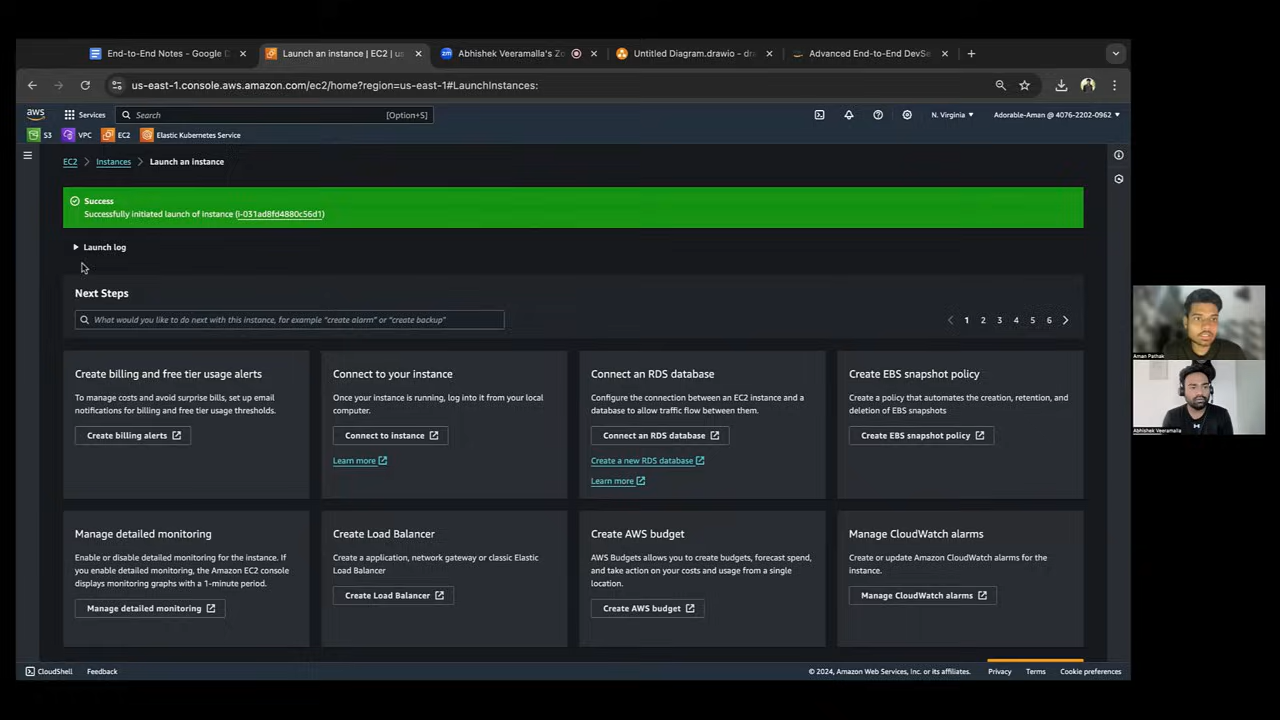 End-to-End Notes - Google D
Launch an instance | EC2 | us
Abhishek Veeramalla's Zo
Untitled Diagram.drawio - dra
Advanced End-to-End DevSe
us-east-1.console.aws.amazon.com/ec2/home?region=us-east-1#LaunchInstances:
aws
Services
Search
[Option+S]
N. Virginia
Adorable-Aman @ 4076-2202-0962
S3
VPC
EC2
Elastic Kubernetes Service
EC2
Instances
Launch an instance
Success
Successfully initiated launch of instance (i-031ad8fd4880c56d1)
Launch log
Next Steps
What would you like to do next with this instance, for example "create alarm" or "create backup"
1 2 3 4 5 6
Create billing and free tier usage alerts
To manage costs and avoid surprise bills, set up email
notifications for billing and free tier usage thresholds.
Create billing alerts
Connect to your instance
Once your instance is running, log into it from your local
computer.
Connect to instance
Learn more
Connect an RDS database
Configure the connection between an EC2 instance and a
database to allow traffic flow between them.
Connect an RDS database
Create a new RDS database
Learn more
Create EBS snapshot policy
Create a policy that automates the creation, retention, and
deletion of EBS snapshots
Create EBS snapshot policy
Manage detailed monitoring
Enable or disable detailed monitoring for the instance. If
you enable detailed monitoring, the Amazon EC2 console
displays monitoring graphs with a 1-minute period.
Manage detailed monitoring
Create Load Balancer
Create a application, network gateway or classic Elastic
Load Balancer
Create Load Balancer
Create AWS budget
AWS Budgets allows you to create budgets, forecast spend,
and take action on your costs and usage from a single
location.
Create AWS budget
Manage CloudWatch alarms
Create or update Amazon CloudWatch alarms for the
instance.
Manage CloudWatch alarms
CloudShell
Feedback
© 2024, Amazon Web Services, Inc. or its affiliates.
Privacy
Terms
Cookie preferences
Aman Pathak
Abhishek Veeramalla